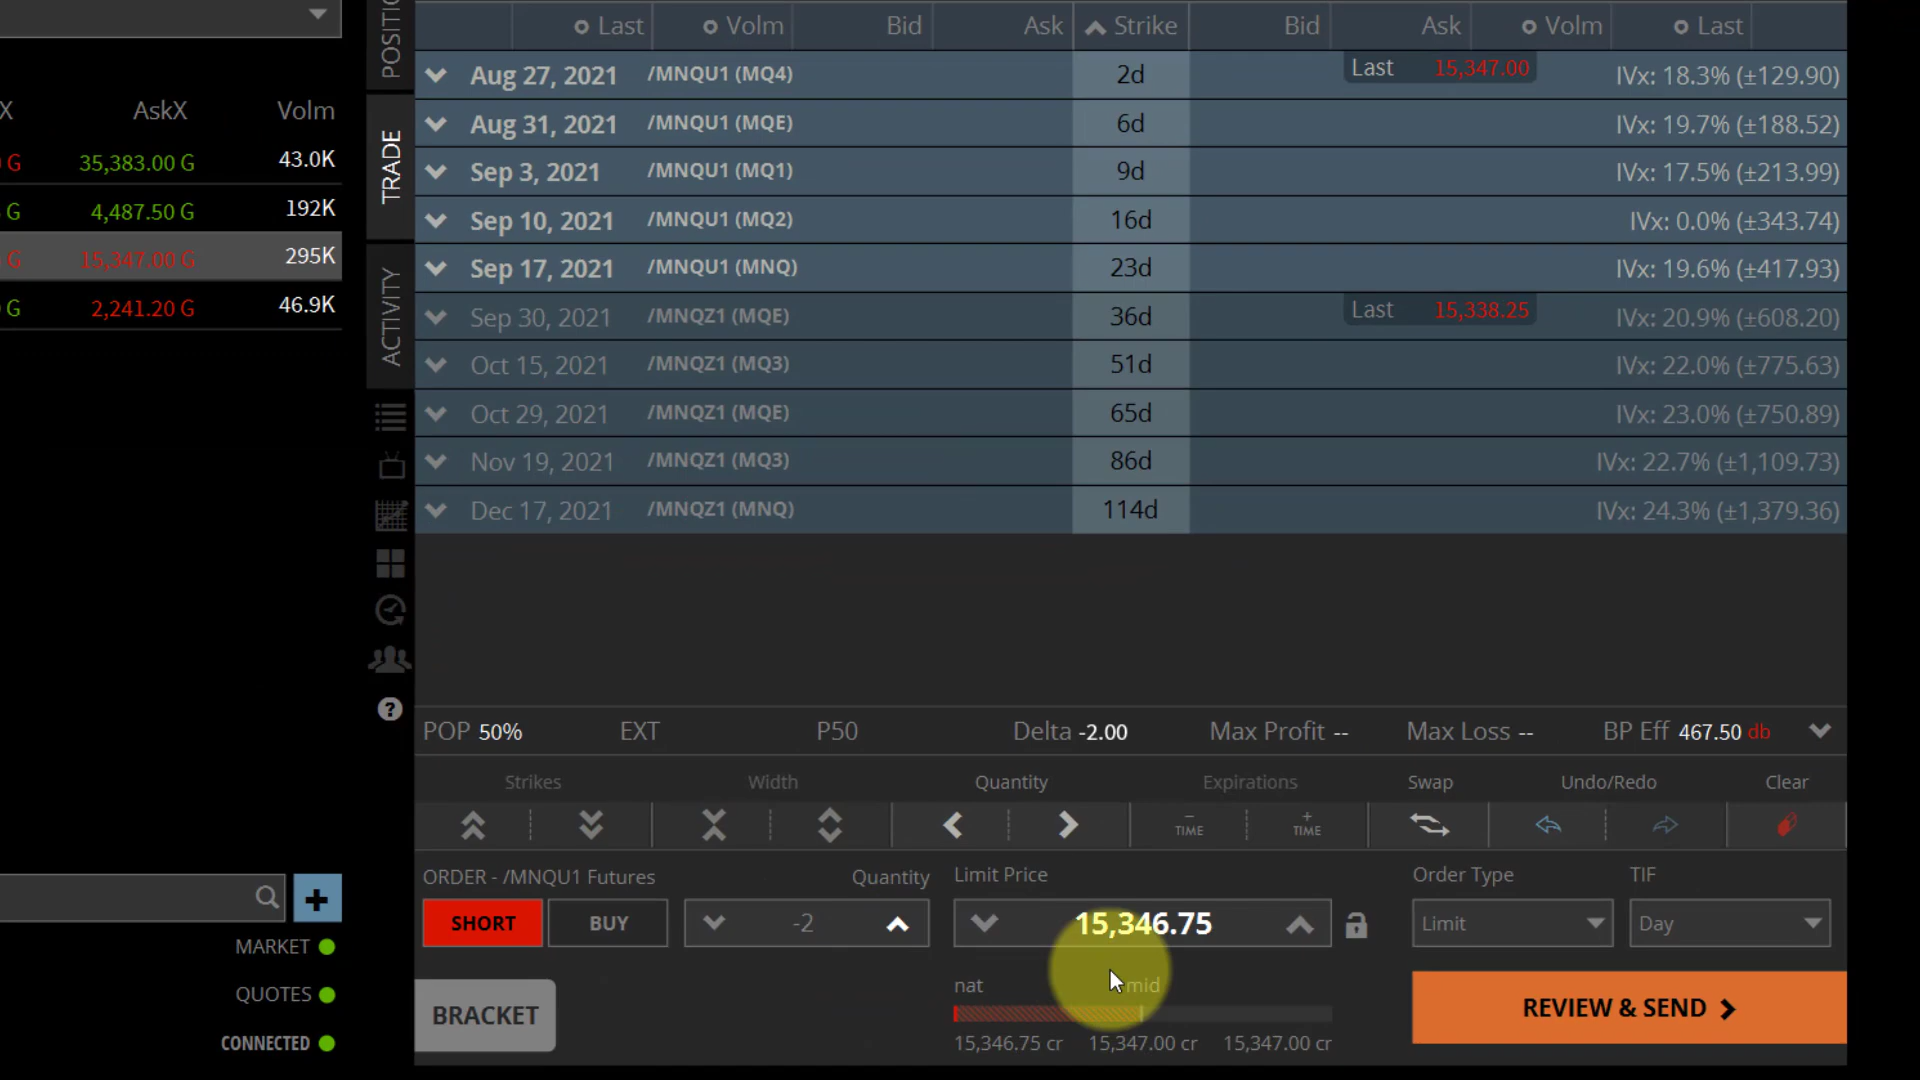 POSITI
TRADE
ACTIVITY
X AskX Volm
G 35,383.00 G 43.0K
G 4,487.50 G 192K
G 15,347.00 G 295K
G 2,241.20 G 46.9K
Last Volm Bid Ask Strike Bid Ask Volm Last
Aug 27, 2021 /MNQU1 (MQ4) 2d Last 15,347.00 IVx: 18.3% (±129.90)
Aug 31, 2021 /MNQU1 (MQE) 6d IVx: 19.7% (±188.52)
Sep 3, 2021 /MNQU1 (MQ1) 9d IVx: 17.5% (±213.99)
Sep 10, 2021 /MNQU1 (MQ2) 16d IVx: 0.0% (±343.74)
Sep 17, 2021 /MNQU1 (MNQ) 23d IVx: 19.6% (±417.93)
Sep 30, 2021 /MNQZ1 (MQE) 36d Last 15,338.25 IVx: 20.9% (±608.20)
Oct 15, 2021 /MNQZ1 (MQ3) 51d IVx: 22.0% (±775.63)
Oct 29, 2021 /MNQZ1 (MQE) 65d IVx: 23.0% (±750.89)
Nov 19, 2021 /MNQZ1 (MQ3) 86d IVx: 22.7% (±1,109.73)
Dec 17, 2021 /MNQZ1 (MNQ) 114d IVx: 24.3% (±1,379.36)
POP 50% EXT P50 Delta -2.00 Max Profit -- Max Loss -- BP Eff 467.50 db
Strikes Width Quantity Expirations Swap Undo/Redo Clear
TIME TIME
ORDER - /MNQU1 Futures Quantity Limit Price Order Type TIF
SHORT BUY -2 15,346.75 Limit Day
nat mid
BRACKET REVIEW & SEND
15,346.75 cr 15,347.00 cr 15,347.00 cr
MARKET
QUOTES
CONNECTED